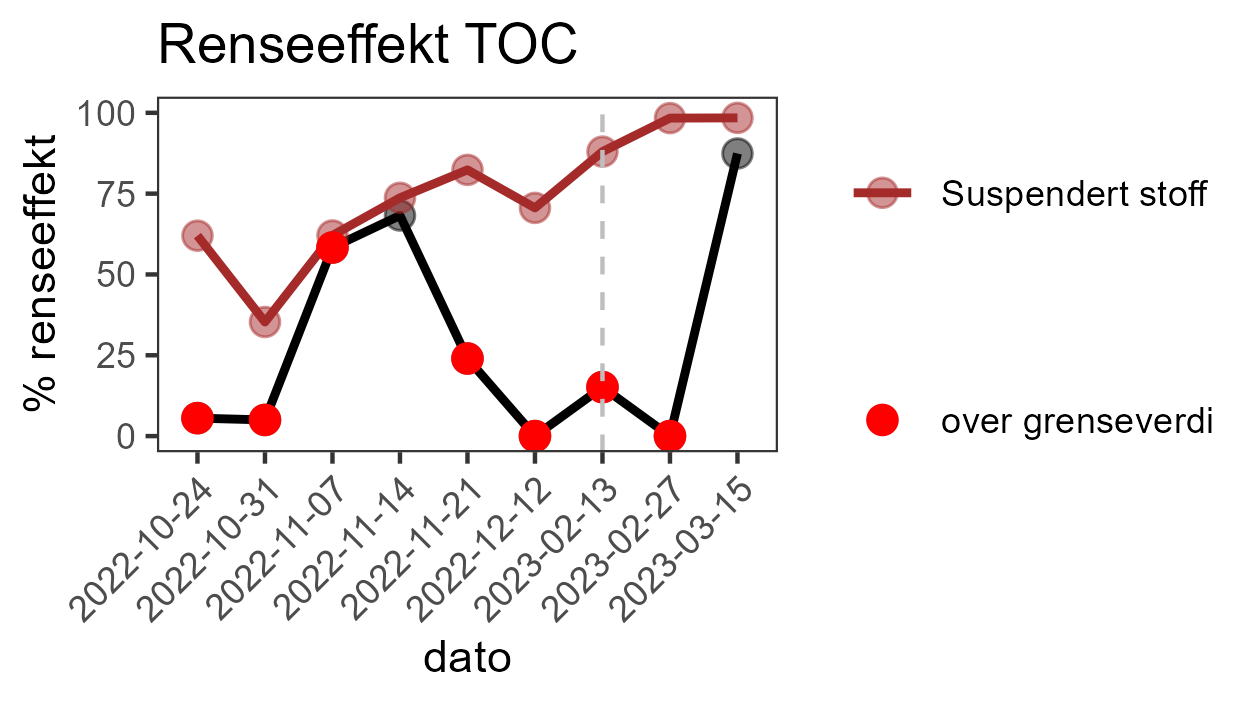 Renseeffekt TOC
% renseeffekt
100
75
50
25
0
2022-10-24
2022-10-31
2022-11-07
2022-11-14
2022-11-21
2022-12-12
2023-02-13
2023-02-27
2023-03-15
dato
Suspendert stoff
over grenseverdi